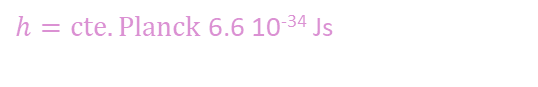 h = cte. Planck 6.6 10⁻³⁴ Js